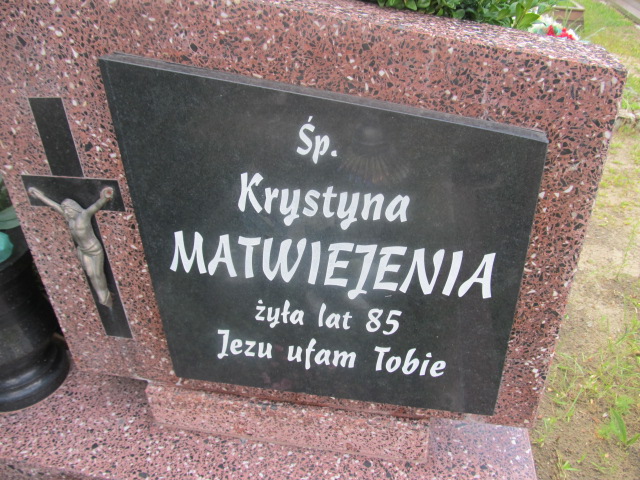 Śp.
Krystyna
MATWIEJENIA
żyła lat 85
Jezu ufam Tobie